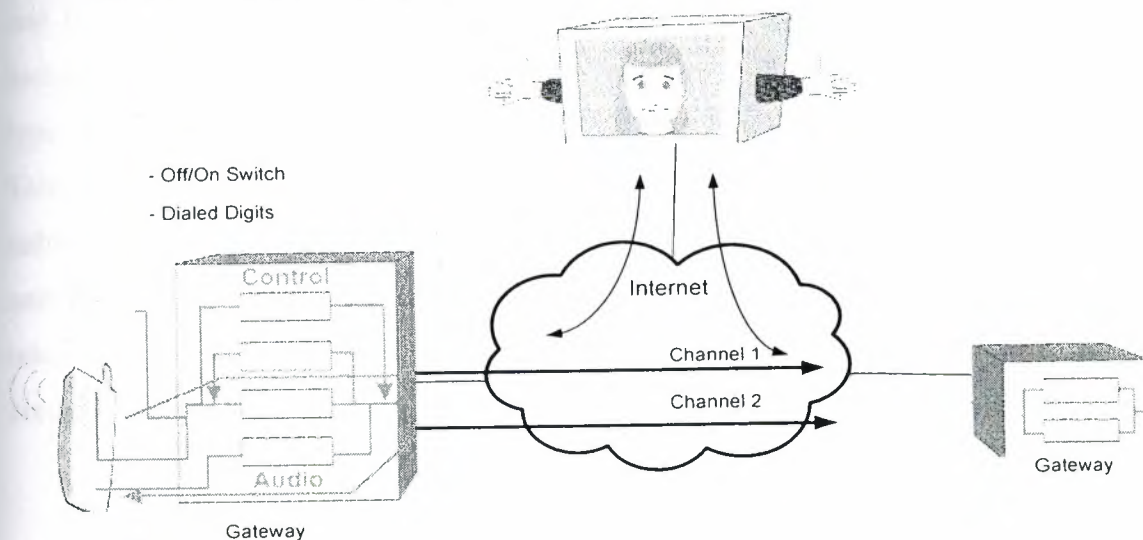 - Off/On Switch
- Dialed Digits
Control
Internet
Channel 1
Channel 2
Audio
Gateway
Gateway